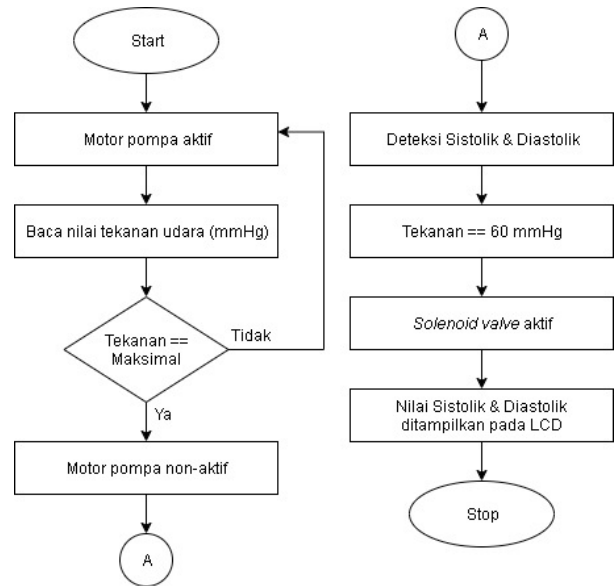 Start
Motor pompa aktif
Baca nilai tekanan udara (mmHg)
Tekanan ==
Maksimal
Tidak
Ya
Motor pompa non-aktif
A
A
Deteksi Sistolik & Diastolik
Tekanan == 60 mmHg
Solenoid valve aktif
Nilai Sistolik & Diastolik
ditampilkan pada LCD
Stop